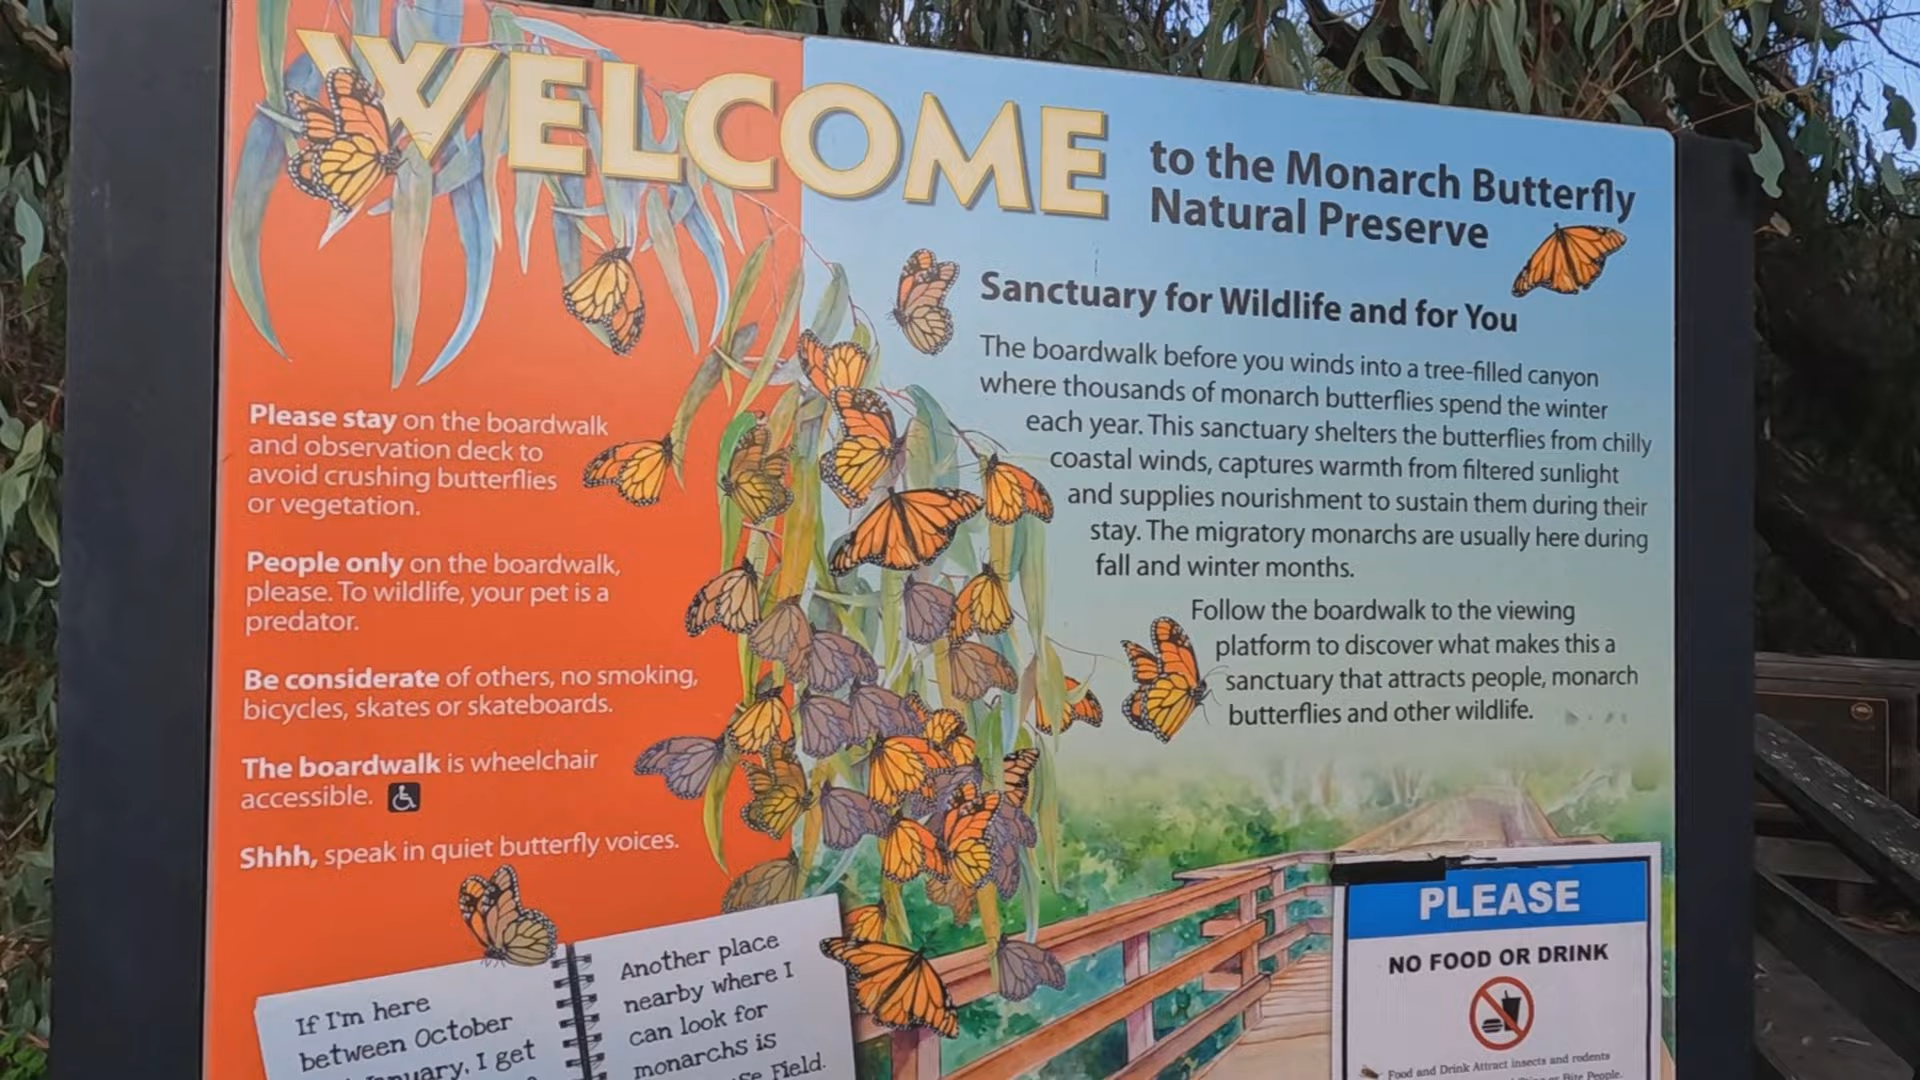 WELCOME
to the Monarch Butterfly
Natural Preserve
Sanctuary for Wildlife and for You
The boardwalk before you winds into a tree-filled canyon
where thousands of monarch butterflies spend the winter
each year. This sanctuary shelters the butterflies from chilly
coastal winds, captures warmth from filtered sunlight
and supplies nourishment to sustain them during their
stay. The migratory monarchs are usually here during
fall and winter months.
Follow the boardwalk to the viewing
platform to discover what makes this a
sanctuary that attracts people, monarch
butterflies and other wildlife.
Please stay on the boardwalk
and observation deck to
avoid crushing butterflies
or vegetation.
People only on the boardwalk,
please. To wildlife, your pet is a
predator.
Be considerate of others, no smoking,
bicycles, skates or skateboards.
The boardwalk is wheelchair
accessible.
Shhh, speak in quiet butterfly voices.
If I'm here
between October
I get
Another place
nearby where I
can look for
monarchs is
Field.
PLEASE
NO FOOD OR DRINK
Food and Drink Attract insects and rodents
or Bite People.